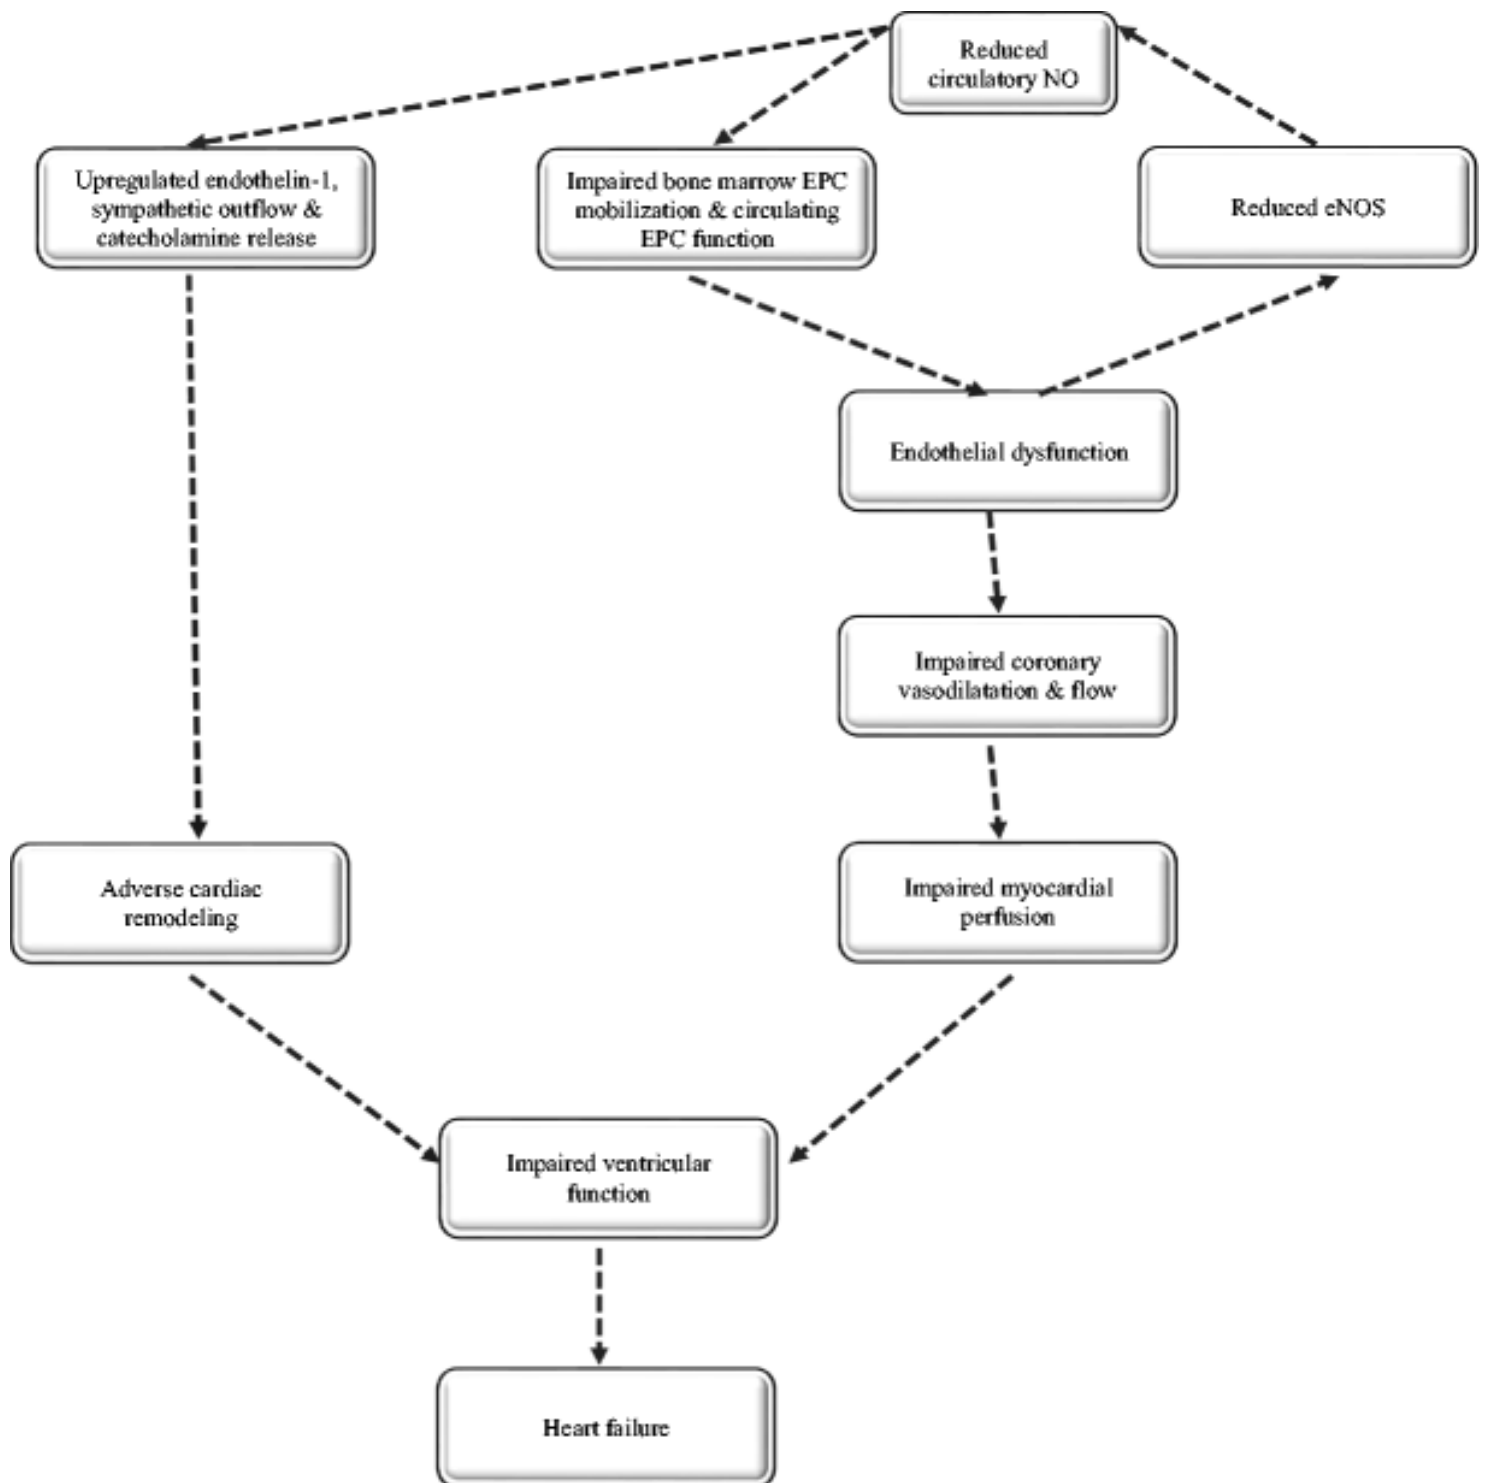 Reduced
circulatory NO
Upregulated endothelin-1,
sympathetic outflow &
catecholamine release
Impaired bone marrow EPC
mobilization & circulating
EPC function
Reduced eNOS
Endothelial dysfunction
Impaired coronary
vasodilatation & flow
Adverse cardiac
remodeling
Impaired myocardial
perfusion
Impaired ventricular
function
Heart failure